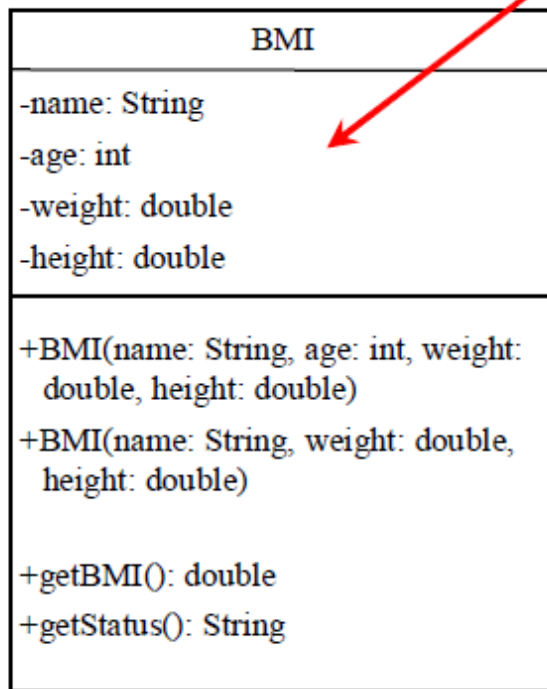 BMI
-name: String
-age: int
-weight: double
-height: double
+BMI(name: String, age: int, weight:
double, height: double)
+BMI(name: String, weight: double,
height: double)
+getBMI(): double
+getStatus(): String